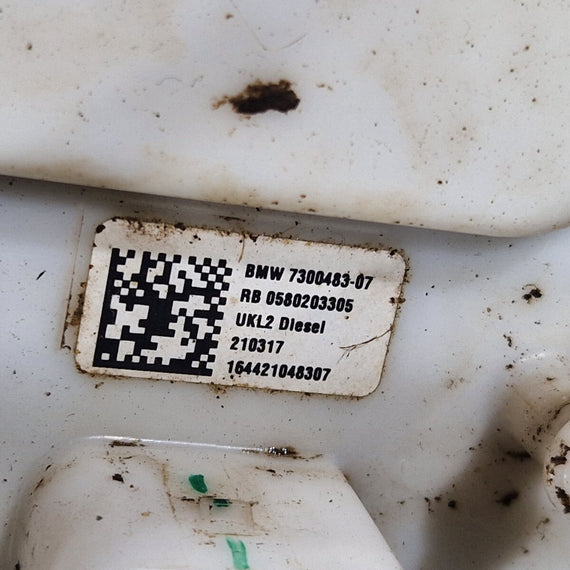 BMW 7300483-07
RB 0580203305
UKL2 Diesel
210317
164421048307